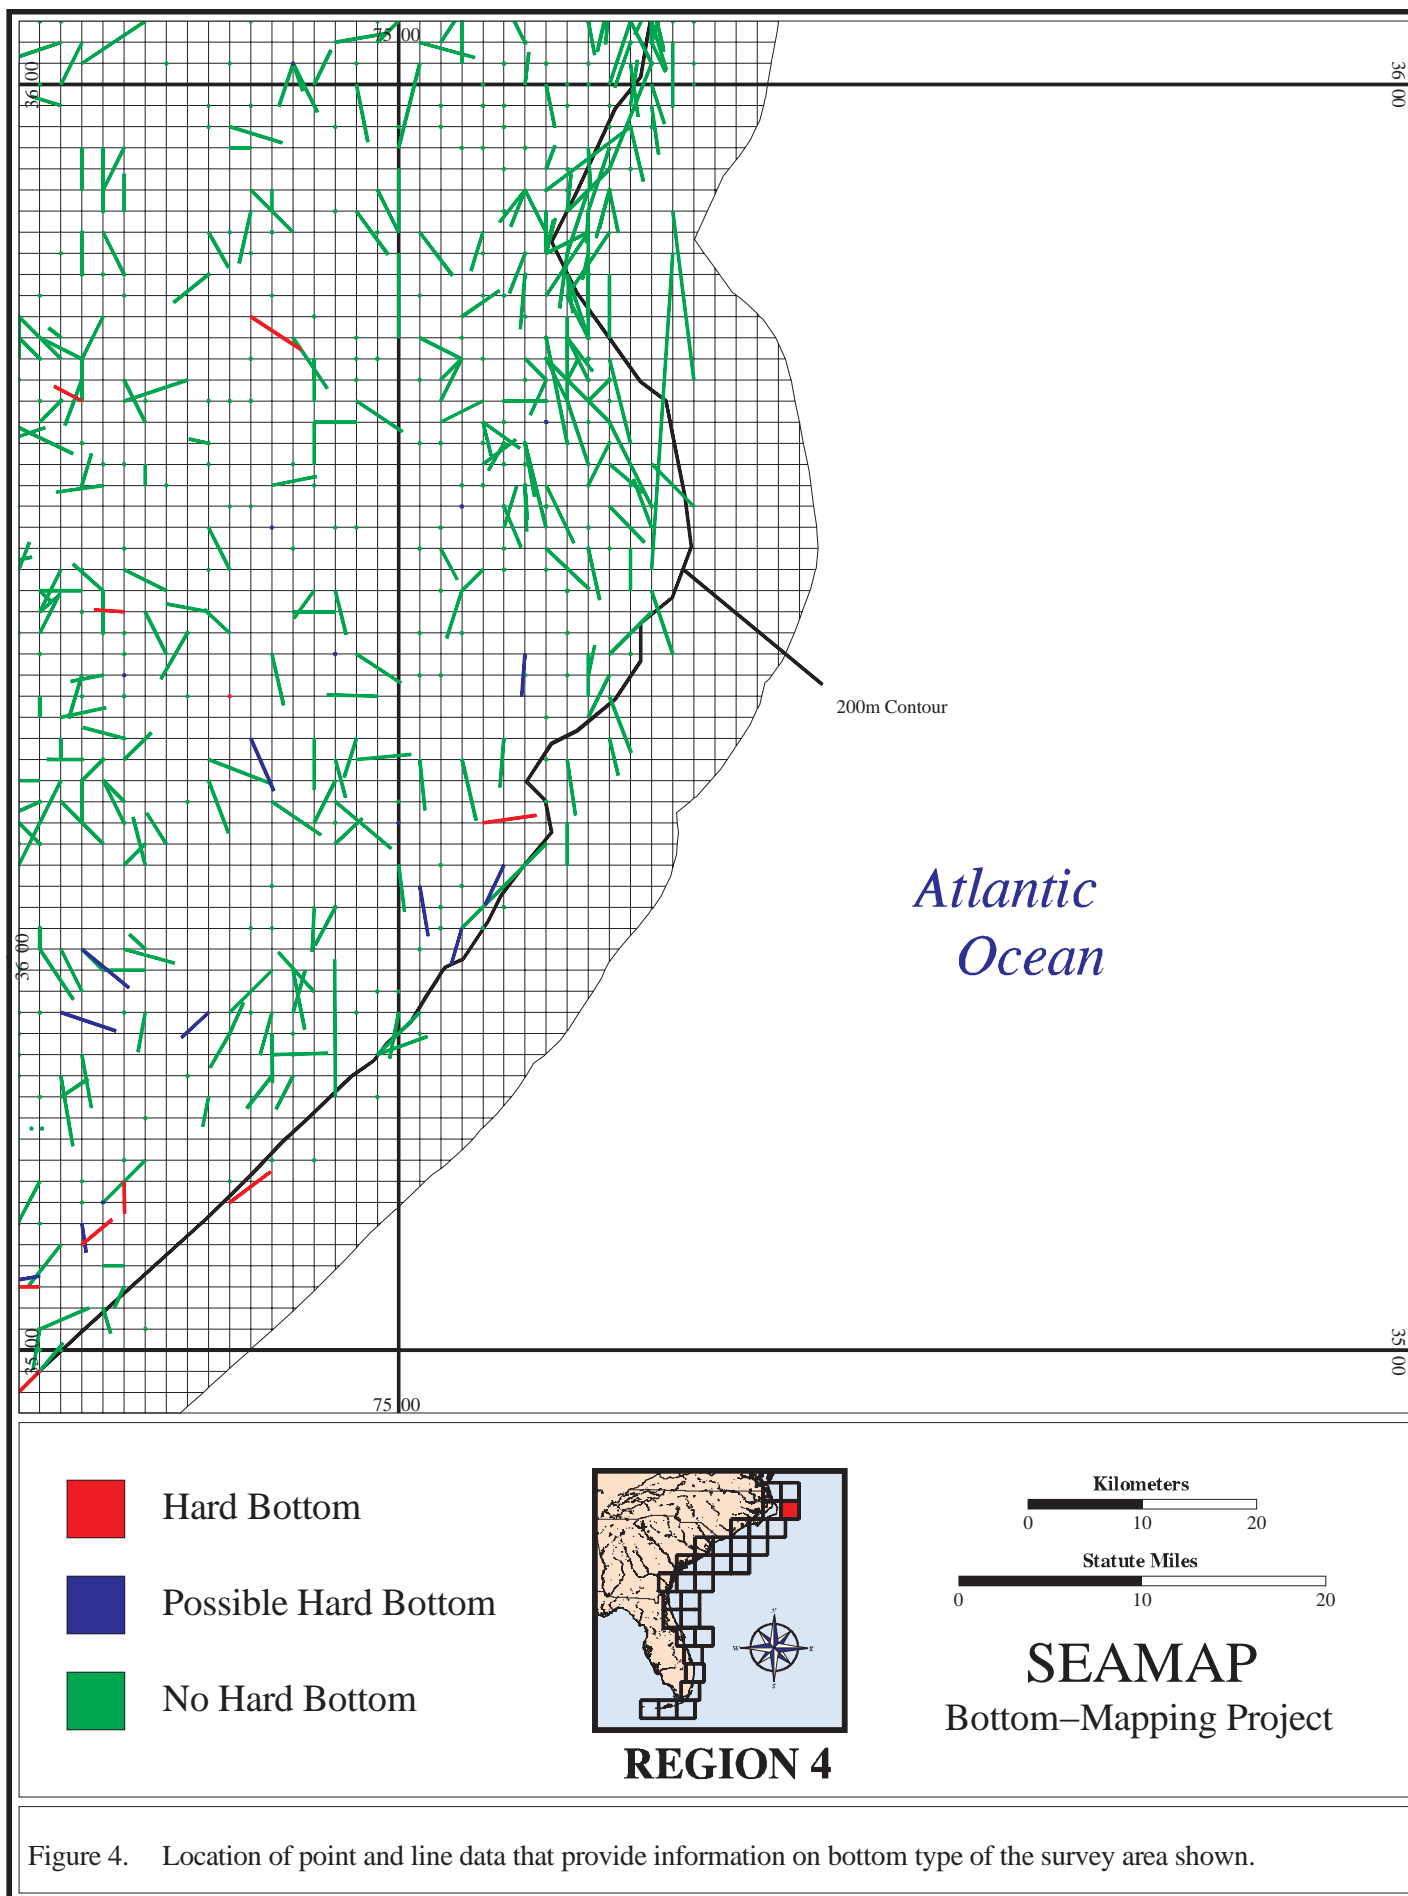 75 00
36 00
36 00
200m Contour
Atlantic
Ocean
36 00
35 00
35 00
75 00
Hard Bottom
Possible Hard Bottom
No Hard Bottom
REGION 4
Kilometers
0 10 20
Statute Miles
0 10 20
SEAMAP
Bottom–Mapping Project
Figure 4. Location of point and line data that provide information on bottom type of the survey area shown.